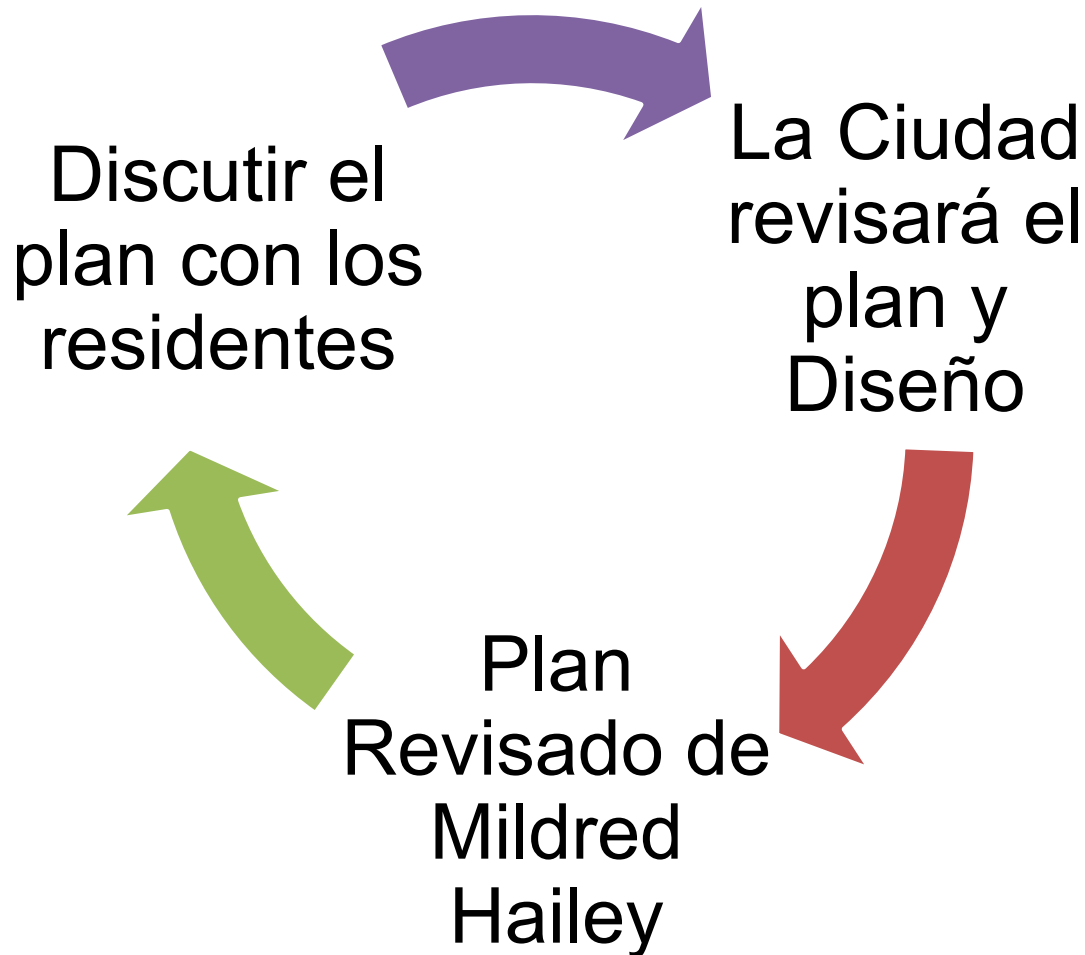 Discutir el
plan con los
residentes
La Ciudad
revisará el
plan y
Diseño
Plan
Revisado de
Mildred
Hailey